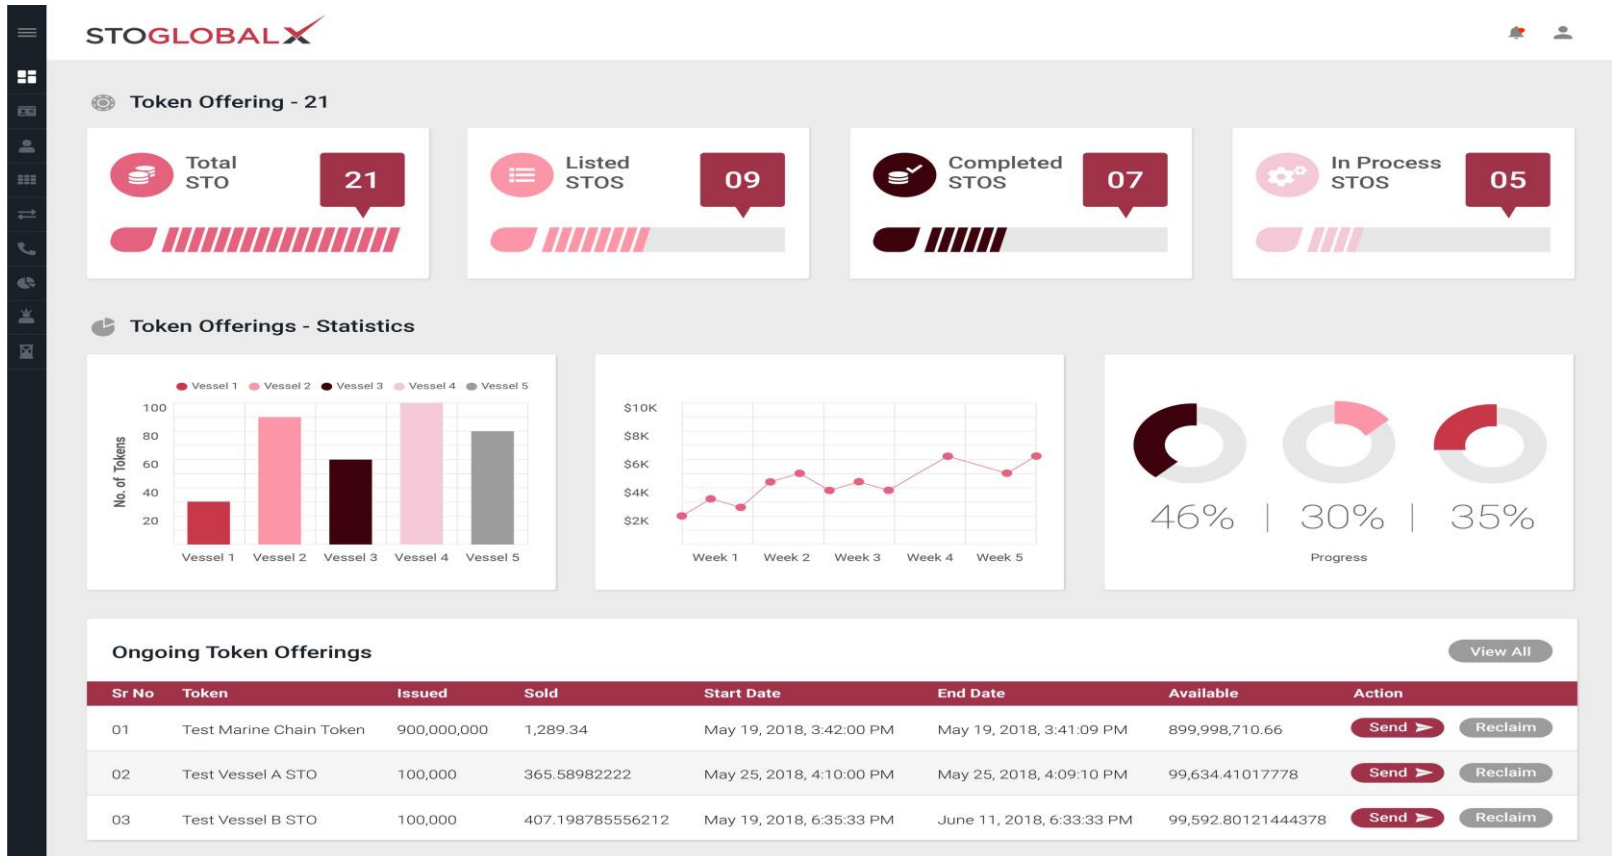 STOGLOBALX
Token Offering - 21
Total
STO
21
Listed
STOS
09
Completed
STOS
07
In Process
STOS
05
Token Offerings - Statistics
Vessel 1 Vessel 2 Vessel 3 Vessel 4 Vessel 5
No. of Tokens
100
80
60
40
20
Vessel 1 Vessel 2 Vessel 3 Vessel 4 Vessel 5
$10K
$8K
$6K
$4K
$2K
Week 1 Week 2 Week 3 Week 4 Week 5
46% | 30% | 35%
Progress
Ongoing Token Offerings
View All
Sr No Token Issued Sold Start Date End Date Available Action
01 Test Marine Chain Token 900,000,000 1,289.34 May 19, 2018, 3:42:00 PM May 19, 2018, 3:41:09 PM 899,998,710.66 Send Reclaim
02 Test Vessel A STO 100,000 365.58982222 May 25, 2018, 4:10:00 PM May 25, 2018, 4:09:10 PM 99,634.41017778 Send Reclaim
03 Test Vessel B STO 100,000 407.198785556212 May 19, 2018, 6:35:33 PM June 11, 2018, 6:33:33 PM 99,592.80121444378 Send Reclaim